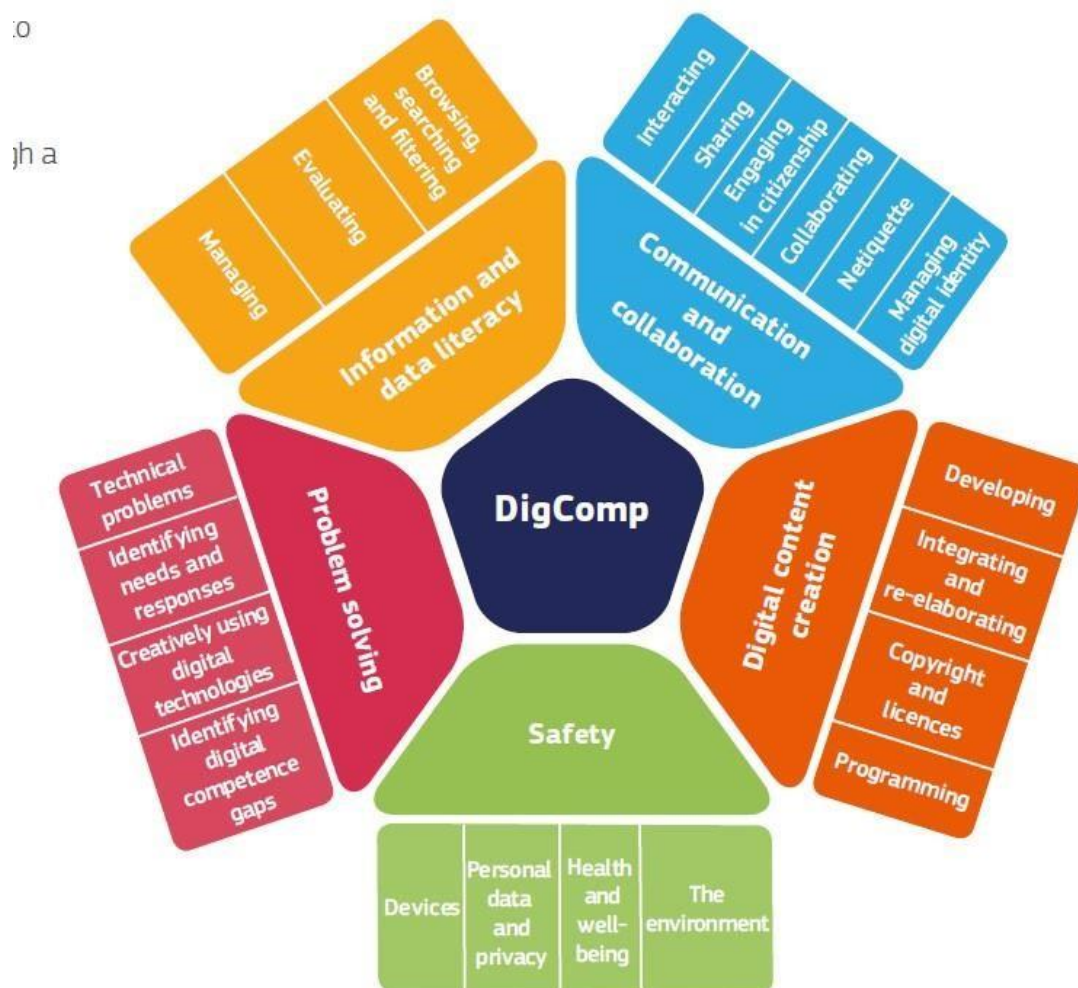 to
gh a
Browsing,
searching
and filtering
Evaluating
Managing
Information and
data literacy
Interacting
Sharing
Engaging
in citizenship
Collaborating
Netiquette
Managing
digital identity
Communication
and
collaboration
Technical
problems
Identifying
needs and
responses
Creatively using
digital
technologies
Identifying
digital
competence
gaps
Problem solving
DigComp
Digital content
creation
Developing
Integrating
and
re-elaborating
Copyright
and
licences
Programming
Safety
Devices
Personal
data
and
privacy
Health
and
well-
being
The
environment